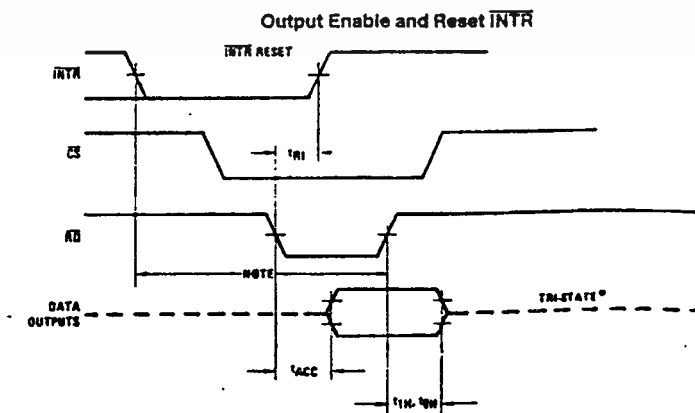 Output Enable and Reset INTR
INTR RESET
INTR
CS
tRI
RD
NOTE
DATA
OUTPUTS
TRI-STATE®
tACC
t1H, t0H